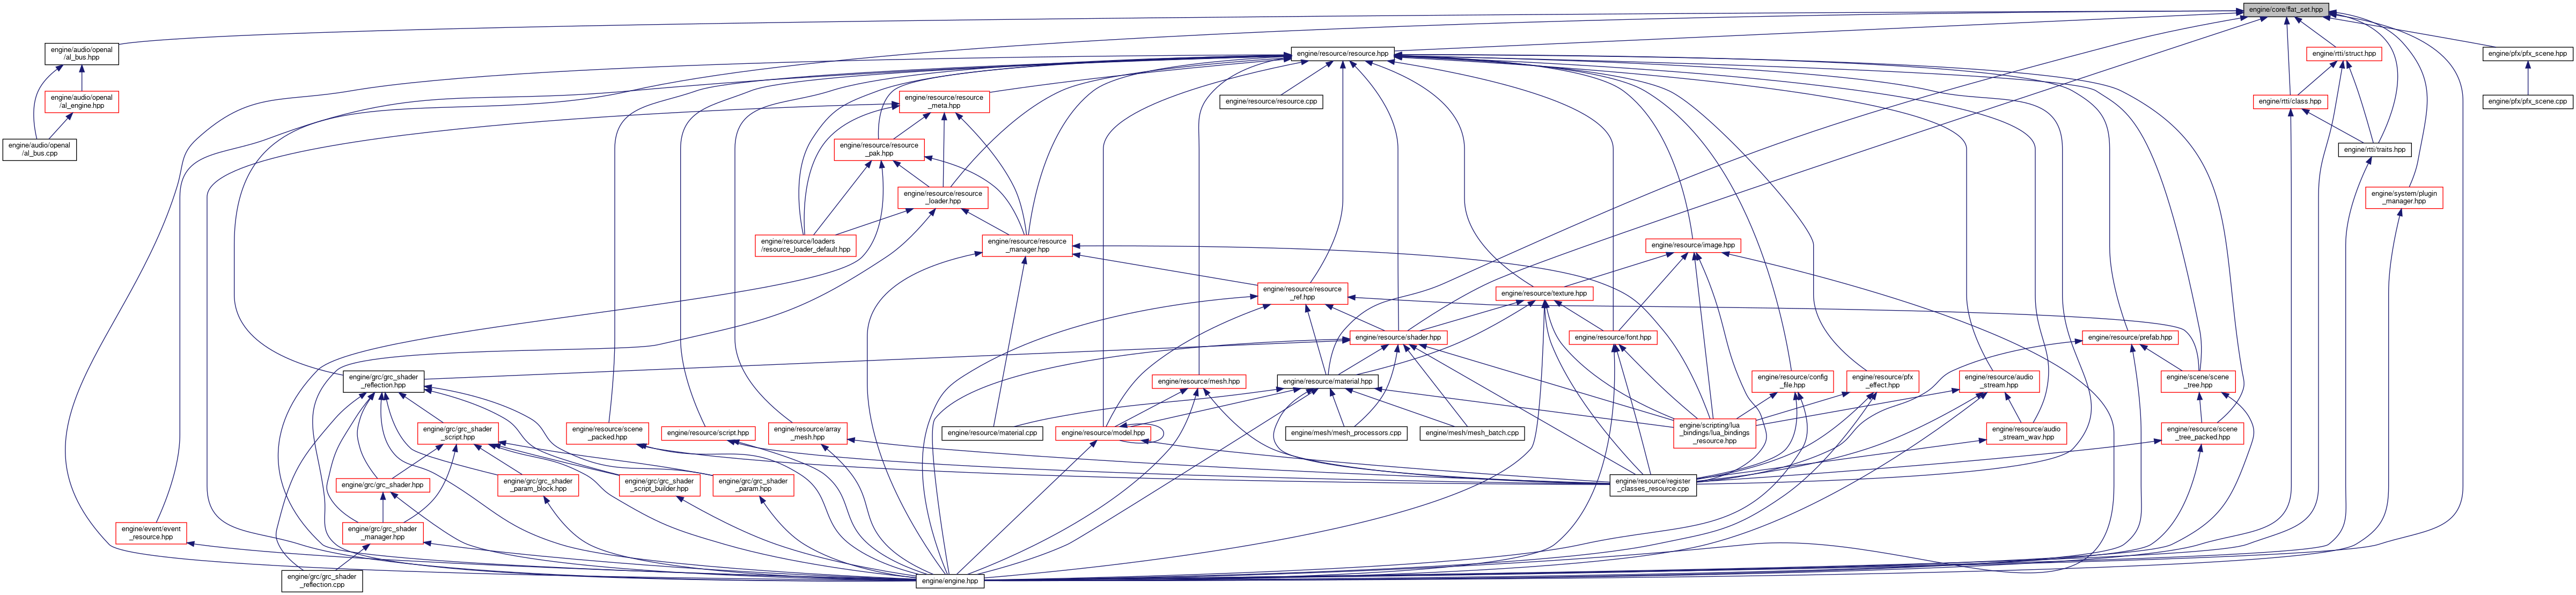 engine/core/flat_set.hpp
engine/audio/openal
/al_bus.hpp
engine/resource/resource.hpp
engine/rtti/struct.hpp
engine/pfx/pfx_scene.hpp
engine/audio/openal
/al_engine.hpp
engine/resource/resource
_meta.hpp
engine/resource/resource.cpp
engine/rtti/class.hpp
engine/pfx/pfx_scene.cpp
engine/audio/openal
/al_bus.cpp
engine/resource/resource
_pak.hpp
engine/rtti/traits.hpp
engine/resource/resource
_loader.hpp
engine/system/plugin
_manager.hpp
engine/resource/loaders
/resource_loader_default.hpp
engine/resource/resource
_manager.hpp
engine/resource/image.hpp
engine/resource/resource
_ref.hpp
engine/resource/texture.hpp
engine/resource/shader.hpp
engine/resource/font.hpp
engine/resource/prefab.hpp
engine/grc/grc_shader
_reflection.hpp
engine/resource/mesh.hpp
engine/resource/material.hpp
engine/resource/config
_file.hpp
engine/resource/pfx
_effect.hpp
engine/resource/audio
_stream.hpp
engine/scene/scene
_tree.hpp
engine/grc/grc_shader
_script.hpp
engine/resource/scene
_packed.hpp
engine/resource/script.hpp
engine/resource/array
_mesh.hpp
engine/resource/material.cpp
engine/resource/model.hpp
engine/mesh/mesh_processors.cpp
engine/mesh/mesh_batch.cpp
engine/scripting/lua
_bindings/lua_bindings
_resource.hpp
engine/resource/audio
_stream_wav.hpp
engine/resource/scene
_tree_packed.hpp
engine/grc/grc_shader.hpp
engine/grc/grc_shader
_param_block.hpp
engine/grc/grc_shader
_script_builder.hpp
engine/grc/grc_shader
_param.hpp
engine/resource/register
_classes_resource.cpp
engine/event/event
_resource.hpp
engine/grc/grc_shader
_manager.hpp
engine/grc/grc_shader
_reflection.cpp
engine/engine.hpp